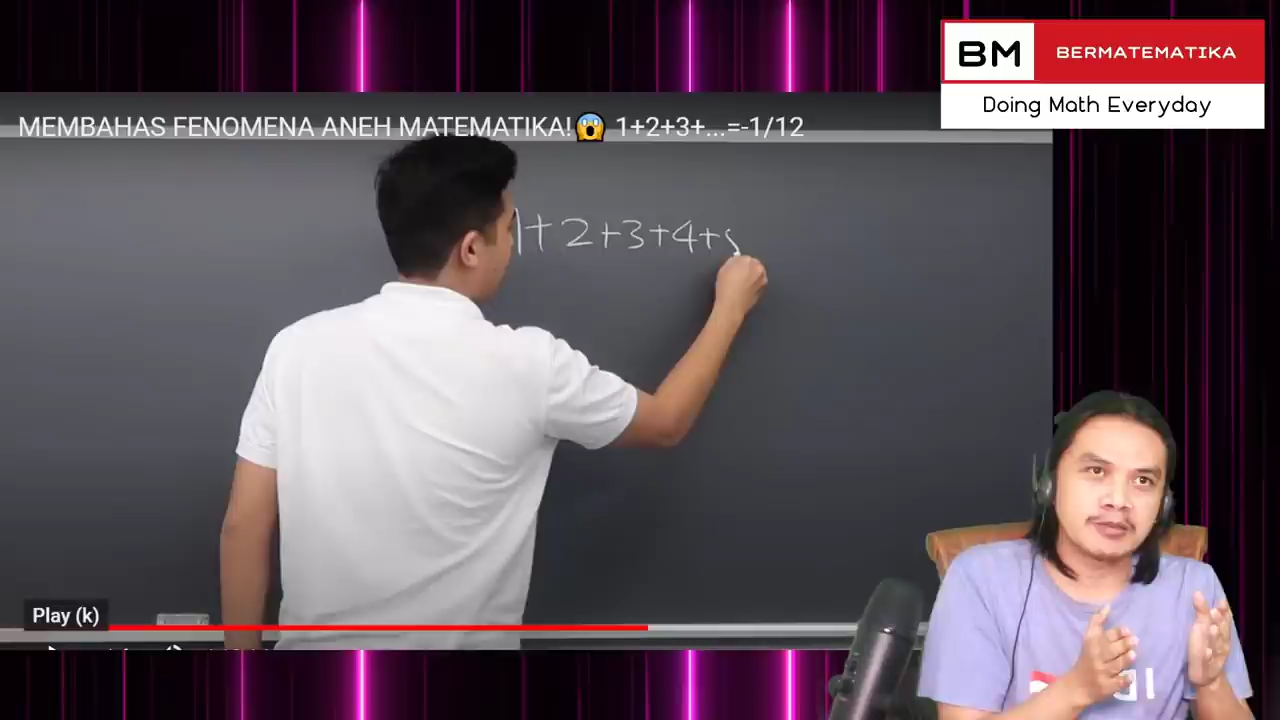 BM BERMATEMATIKA
Doing Math Everyday
MEMBAHAS FENOMENA ANEH MATEMATIKA!😱 1+2+3+...=-1/12
1+2+3+4+
Play (k)